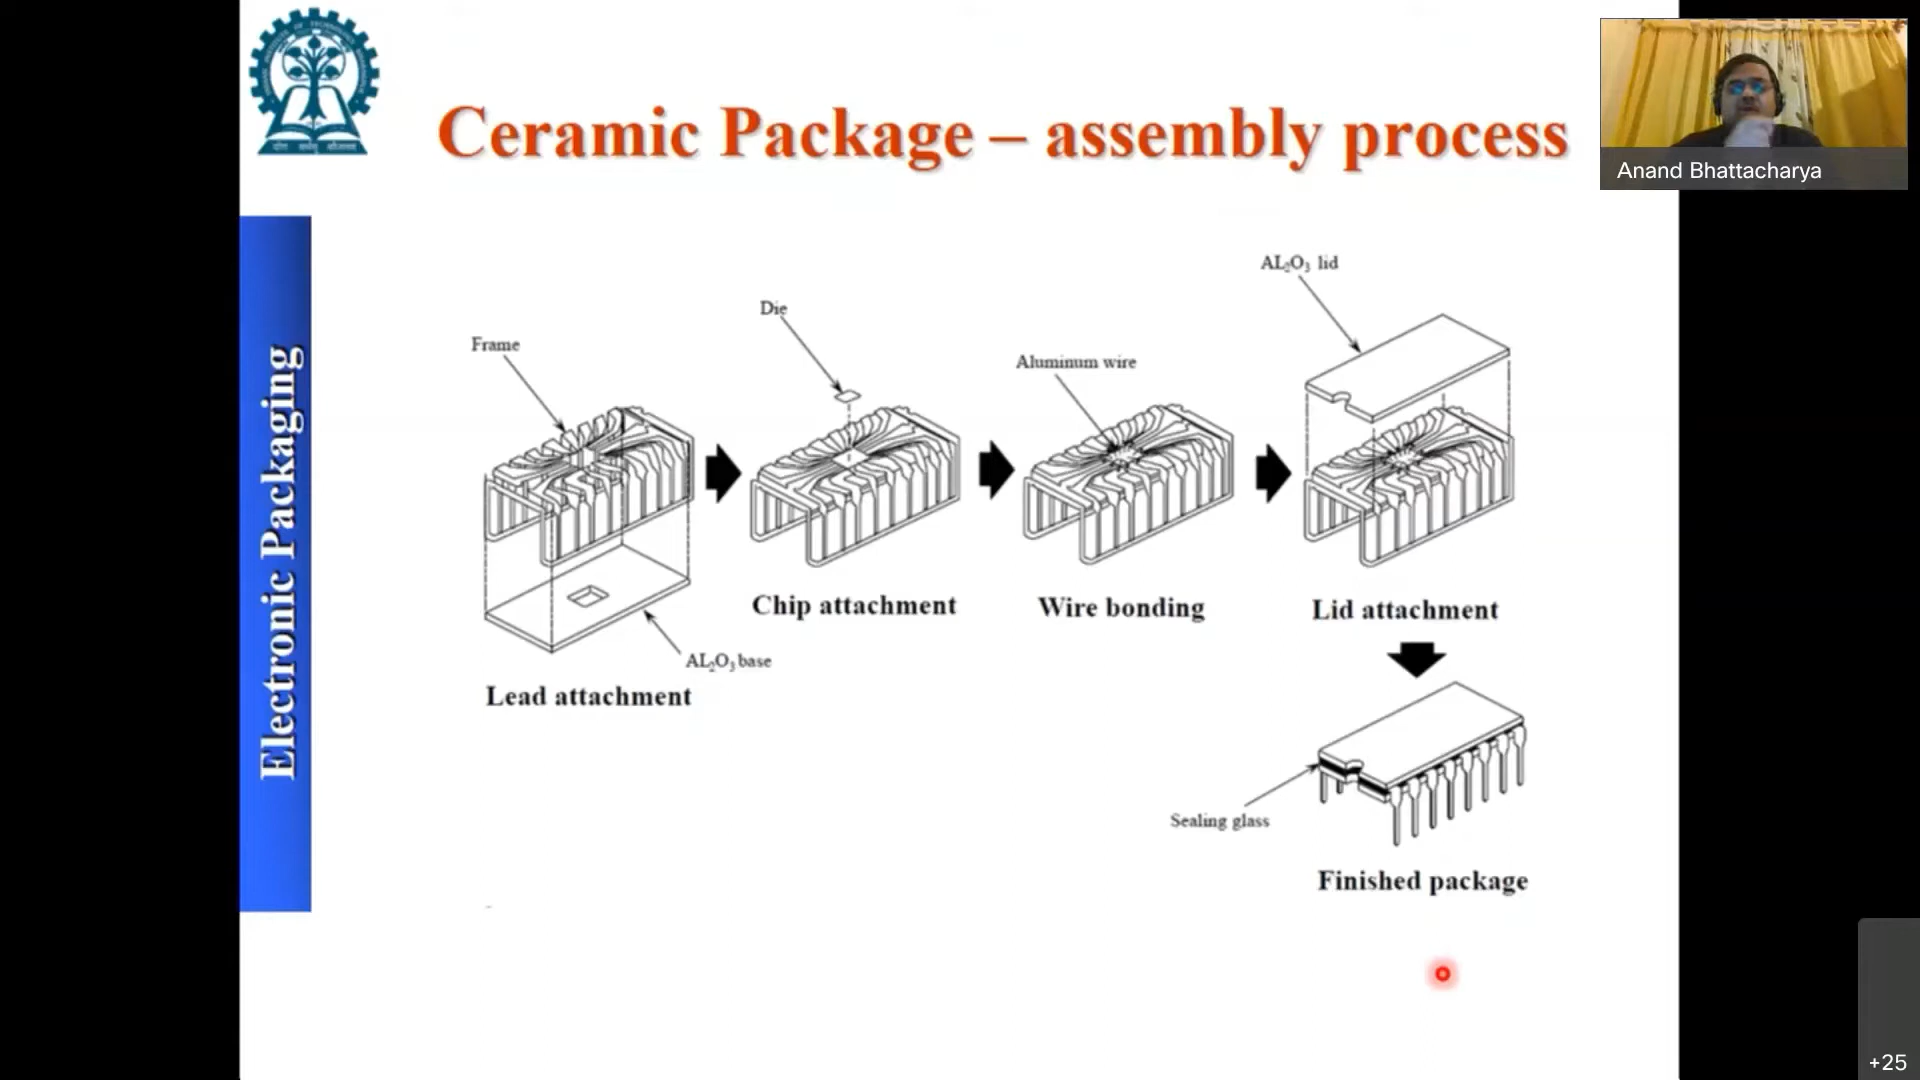 Ceramic Package – assembly process
Anand Bhattacharya
Electronic Packaging
AL₂O₃ lid
Die
Frame
Aluminum wire
Chip attachment
Wire bonding
Lid attachment
AL₂O₃ base
Lead attachment
Sealing glass
Finished package
+25